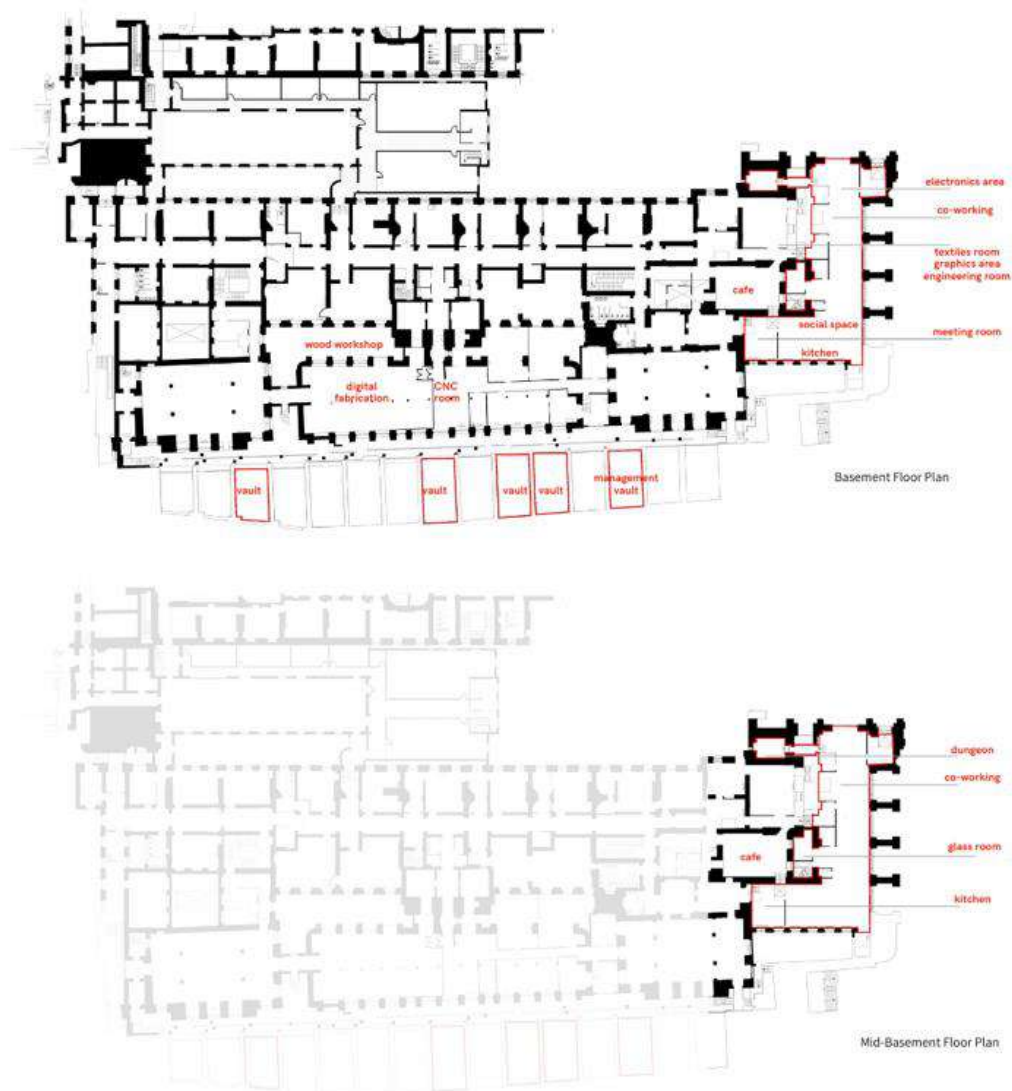 electronics area
co-working
textiles room
graphics area
engineering room
cafe
social space
meeting room
kitchen
wood workshop
digital
fabrication
CNC
room
vault
vault
vault
vault
management
vault
Basement Floor Plan
dungeon
co-working
cafe
glass room
kitchen
Mid-Basement Floor Plan